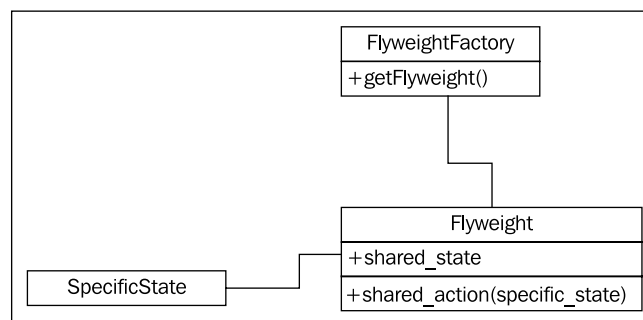 FlyweightFactory
+getFlyweight()
Flyweight
+shared_state
+shared_action(specific_state)
SpecificState